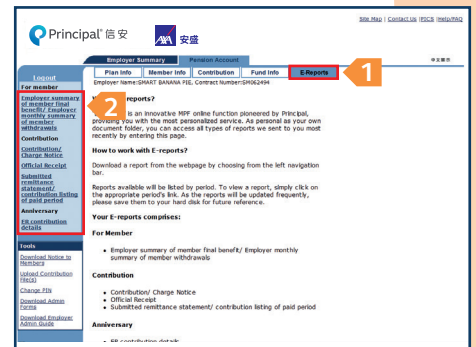 Site Map | Contact Us |PICS |Help/FAQ
Principal 信安
AXA 安盛
Employer Summary
Pension Account
中文顯示
Plan Info
Member Info
Contribution
Fund Info
E-Reports
1
Employer Name:SMART BANANA PIE, Contract Number:SM062494
Logout
For member
Employer summary
of member final
benefit/ Employer
monthly summary
of member
withdrawals
Contribution
Contribution/
Charge Notice
Official Receipt
Submitted
remittance
statement/
contribution listing
of paid period
Anniversary
ER contribution
details
2
Tools
Download Notice to
Members
Upload Contribution
File(s)
Change PIN
Download Admin
Forms
Download Employer
Admin Guide
reports?
is an innovative MPF online function pioneered by Principal,
providing you with the most personalized service. As personal as your own
document folder, you can access all types of reports we sent to you most
recently by entering this page.
How to work with E-reports?
Download a report from the webpage by choosing from the left navigation
bar.
Reports available will be listed by period. To view a report, simply click on
the appropriate period's link. As the reports will be updated frequently,
please save them to your hard disk for future reference.
Your E-reports comprises:
For Member
• Employer summary of member final benefit/ Employer monthly
summary of member withdrawals
Contribution
• Contribution/ Charge Notice
• Official Receipt
• Submitted remittance statement/ contribution listing of paid period
Anniversary
• ER contribution details